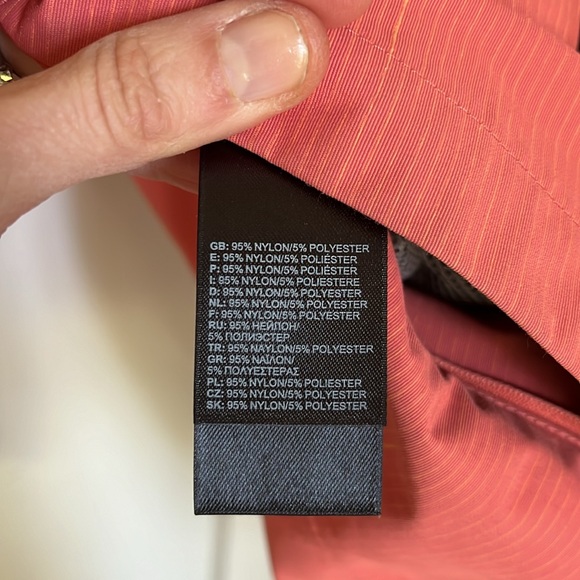 GB: 95% NYLON/5% POLYESTER
E: 95% NYLON/5% POLIÉSTER
P: 95% NYLON/5% POLIÉSTER
I: 95% NYLON/5% POLIESTERE
D: 95% NYLON/5% POLYESTER
NL: 95% NYLON/5% POLYESTER
F: 95% NYLON/5% POLYESTER
RU: 95% НЕЙЛОН/
5% ПОЛИЭСТЕР
TR: 95% NAYLON/5% POLYESTER
GR: 95% ΝΑΪΛΟΝ/
5% ΠΟΛΥΕΣΤΕΡΑΣ
PL: 95% NYLON/5% POLIESTER
CZ: 95% NYLON/5% POLYESTER
SK: 95% NYLON/5% POLYESTER